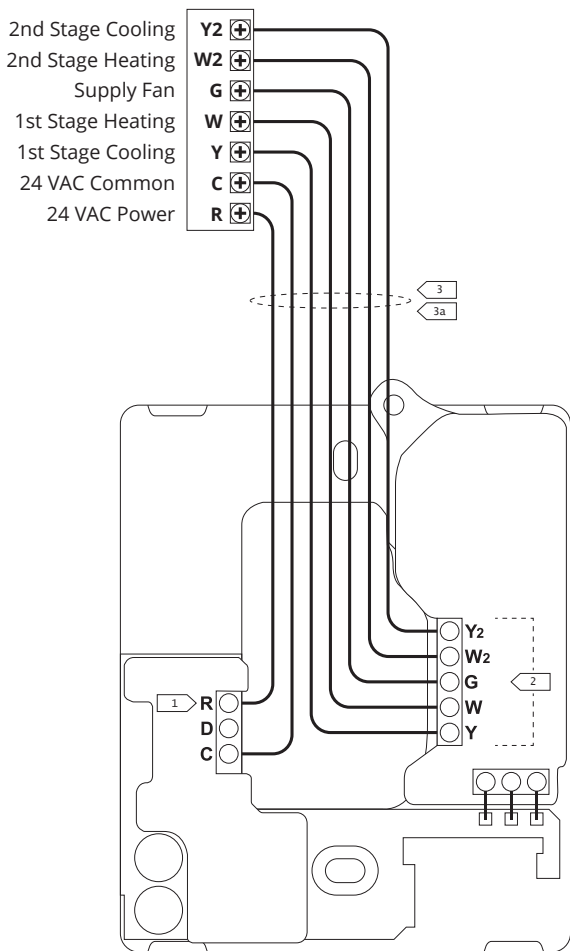 2nd Stage Cooling Y2
2nd Stage Heating W2
Supply Fan G
1st Stage Heating W
1st Stage Cooling Y
24 VAC Common C
24 VAC Power R
3
3a
Y2
W2
G
W
Y
2
1
R
D
C